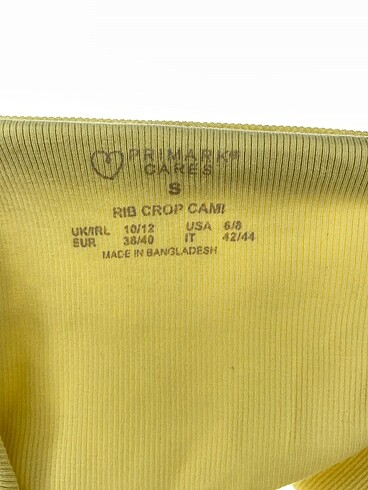 PRIMARK®
CARES
S
RIB CROP CAMI
UK/IRL 10/12 USA 6/8
EUR 38/40 IT 42/44
MADE IN BANGLADESH